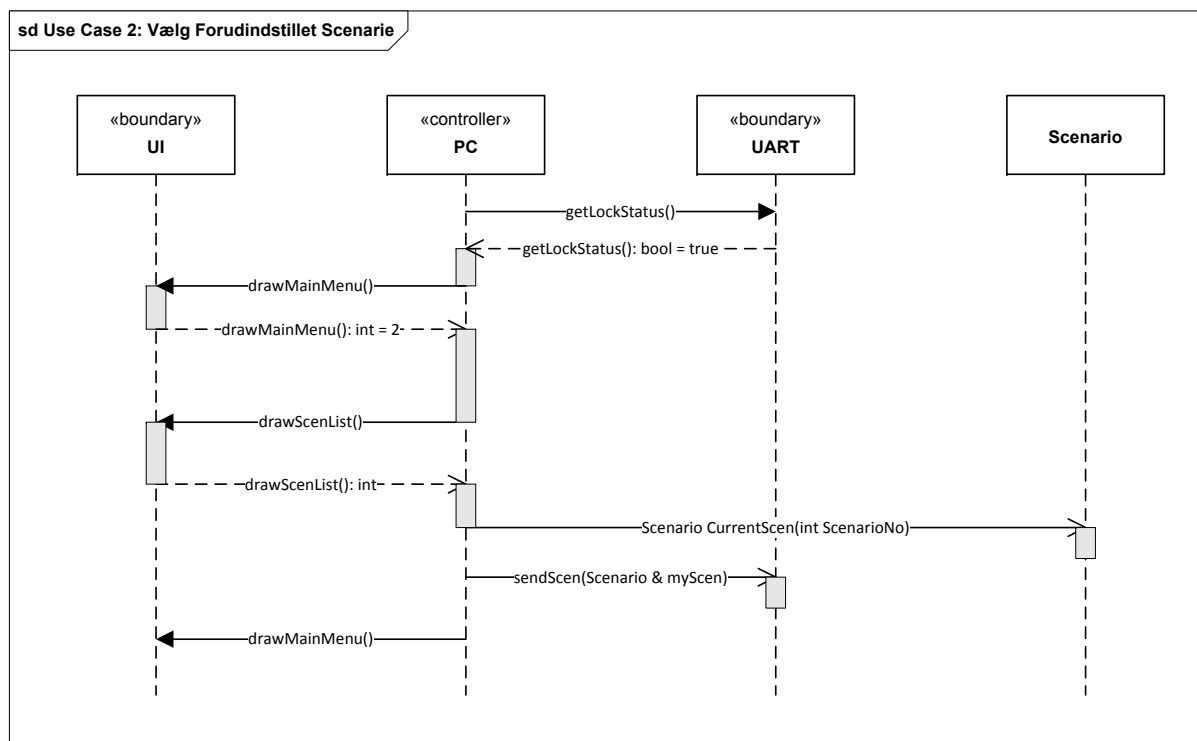 sd Use Case 2: Vælg Forudindstillet Scenarie
«boundary»
UI
«controller»
PC
«boundary»
UART
Scenario
getLockStatus()
getLockStatus(): bool = true
drawMainMenu()
drawMainMenu(): int = 2
drawScenList()
drawScenList(): int
Scenario CurrentScen(int ScenarioNo)
sendScen(Scenario & myScen)
drawMainMenu()